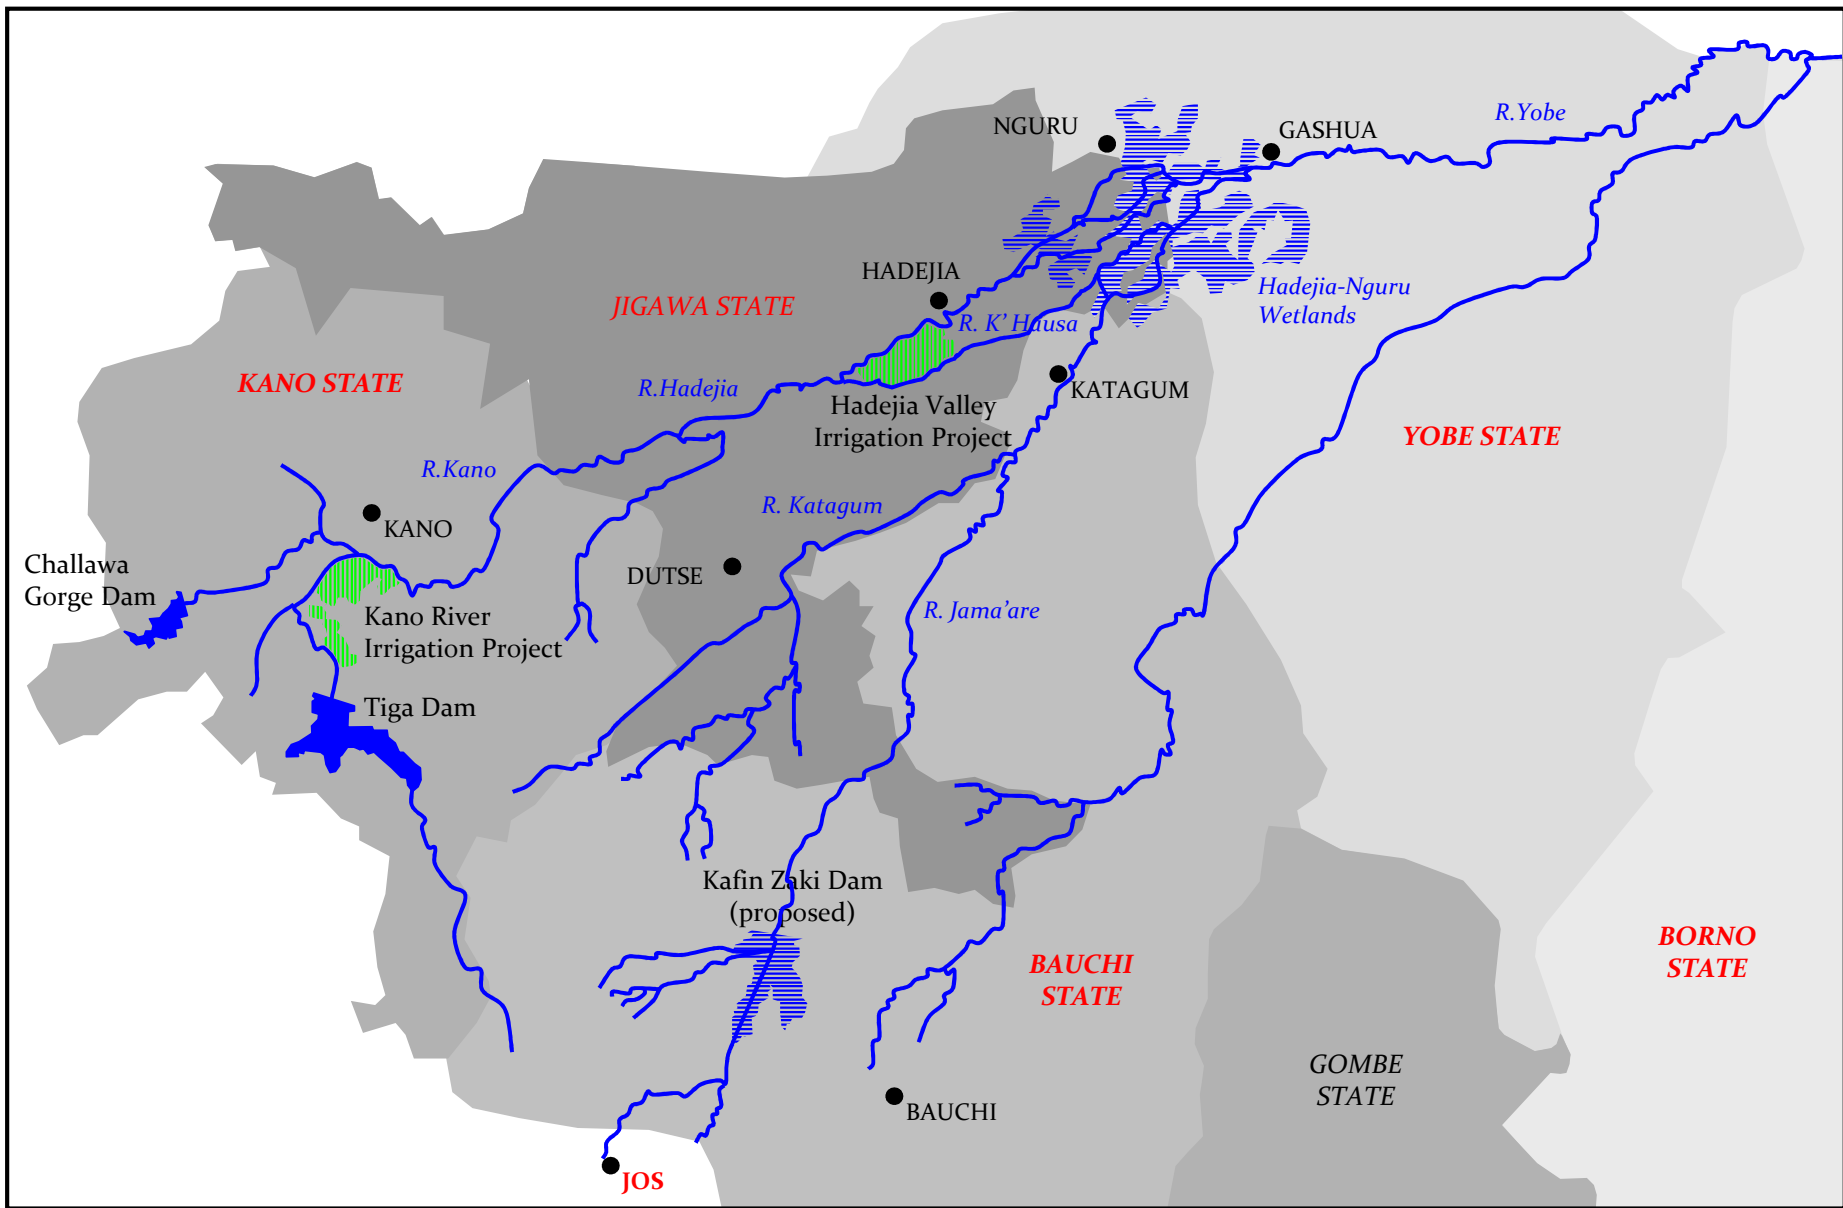 NGURU
GASHUA
R.Yobe
HADEJIA
Hadejia-Nguru
Wetlands
JIGAWA STATE
R. K' Hausa
KANO STATE
R.Hadejia
KATAGUM
Hadejia Valley
Irrigation Project
YOBE STATE
R.Kano
R. Katagum
KANO
Challawa
Gorge Dam
DUTSE
R. Jama’are
Kano River
Irrigation Project
Tiga Dam
Kafin Zaki Dam
(proposed)
BAUCHI
STATE
BORNO
STATE
GOMBE
STATE
BAUCHI
JOS